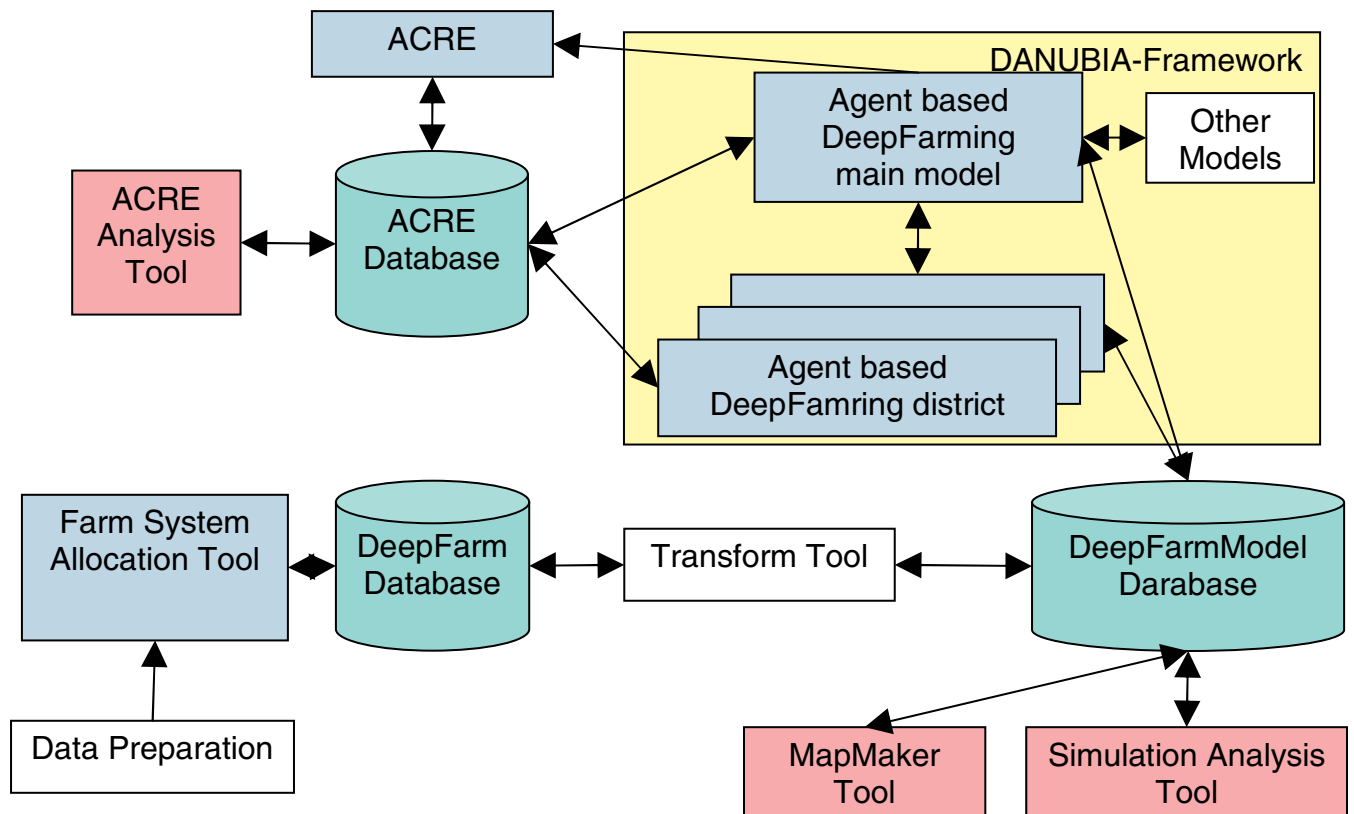 ACRE
DANUBIA-Framework
Agent based
DeepFarming
main model
Other
Models
ACRE
Analysis
Tool
ACRE
Database
Agent based
DeepFamring district
Farm System
Allocation Tool
DeepFarm
Database
Transform Tool
DeepFarmModel
Darabase
Data Preparation
MapMaker
Tool
Simulation Analysis
Tool